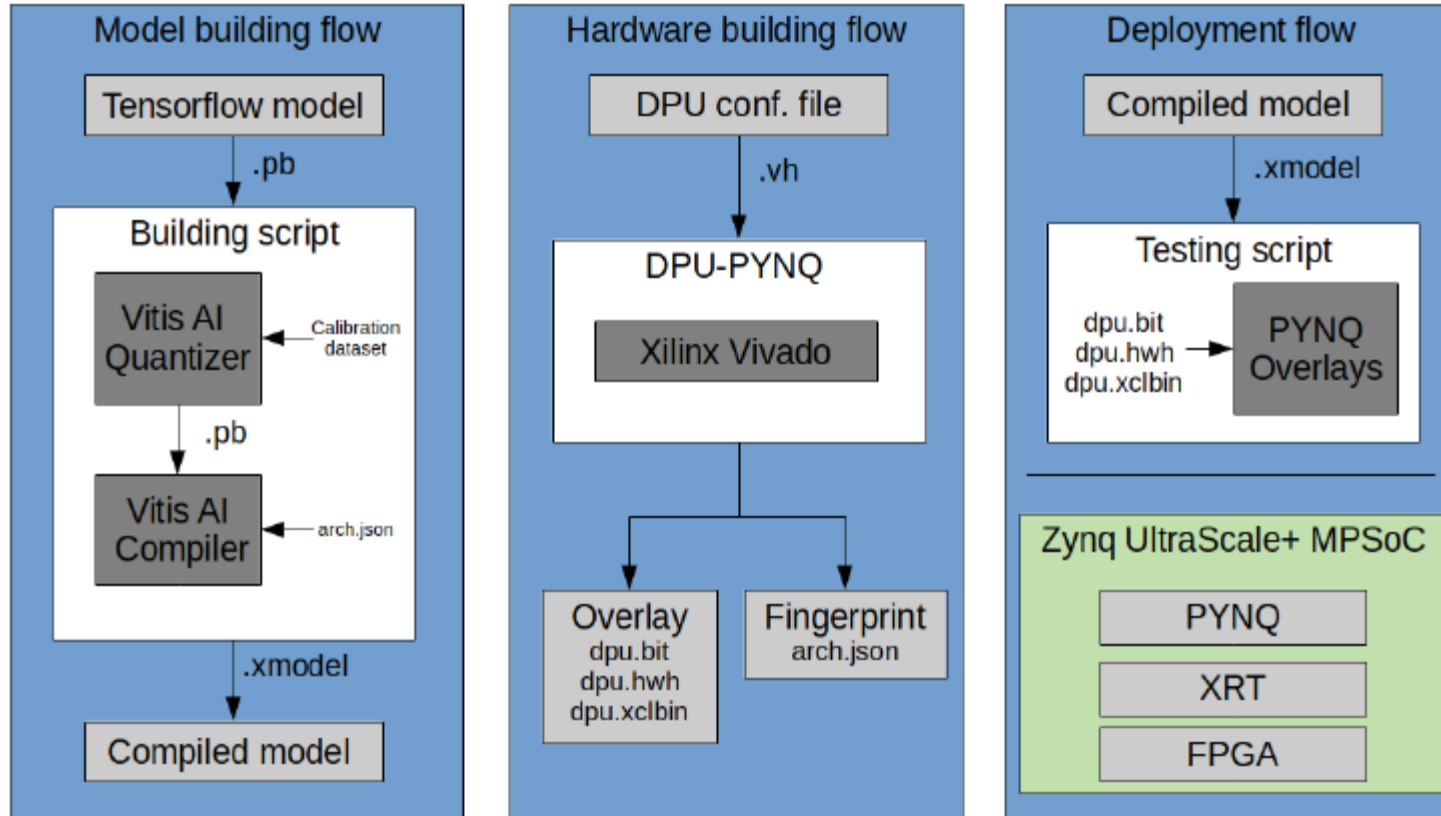 Model building flow
Tensorflow model
.pb
Building script
Vitis AI
Quantizer
Calibration
dataset
.pb
Vitis AI
Compiler
arch.json
.xmodel
Compiled model
Hardware building flow
DPU conf. file
.vh
DPU-PYNQ
Xilinx Vivado
Overlay
dpu.bit
dpu.hwh
dpu.xclbin
Fingerprint
arch.json
Deployment flow
Compiled model
.xmodel
Testing script
dpu.bit
dpu.hwh
dpu.xclbin
PYNQ
Overlays
Zynq UltraScale+ MPSoC
PYNQ
XRT
FPGA